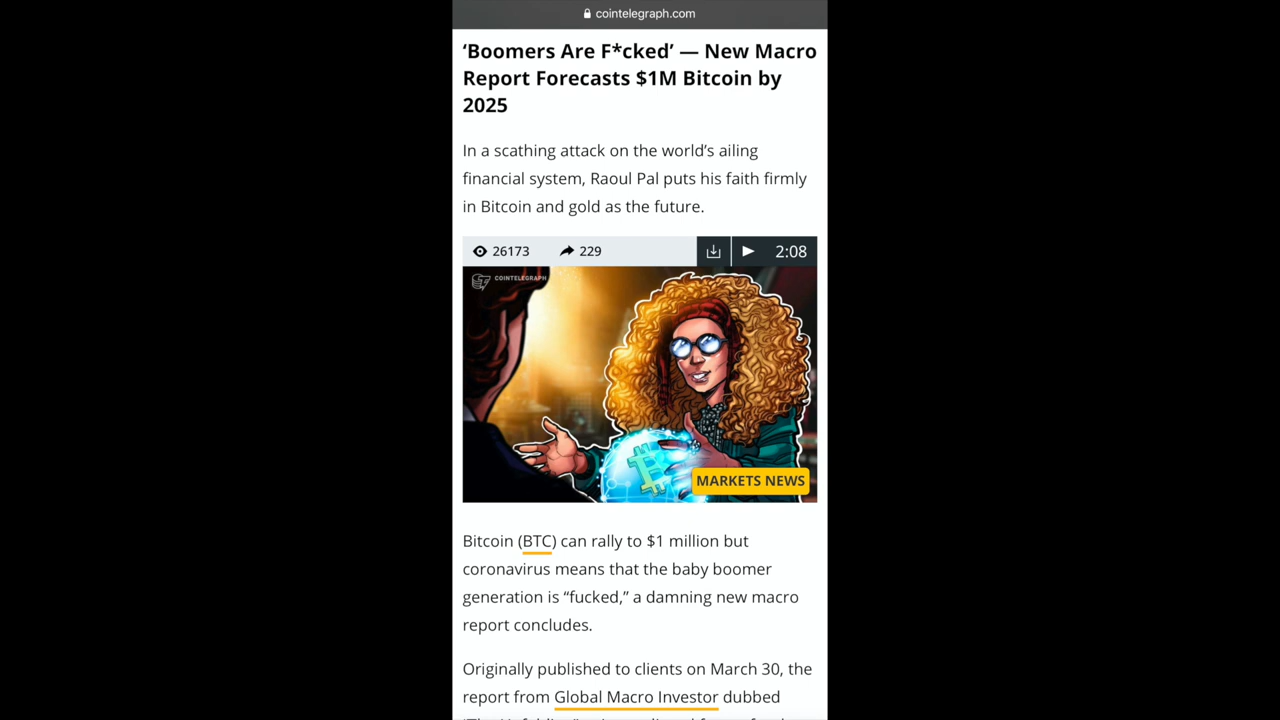 cointelegraph.com
‘Boomers Are F*cked’ — New Macro
Report Forecasts $1M Bitcoin by
2025
In a scathing attack on the world’s ailing
financial system, Raoul Pal puts his faith firmly
in Bitcoin and gold as the future.
26173 229 2:08
COINTELEGRAPH
MARKETS NEWS
Bitcoin (BTC) can rally to $1 million but
coronavirus means that the baby boomer
generation is “fucked,” a damning new macro
report concludes.
Originally published to clients on March 30, the
report from Global Macro Investor dubbed